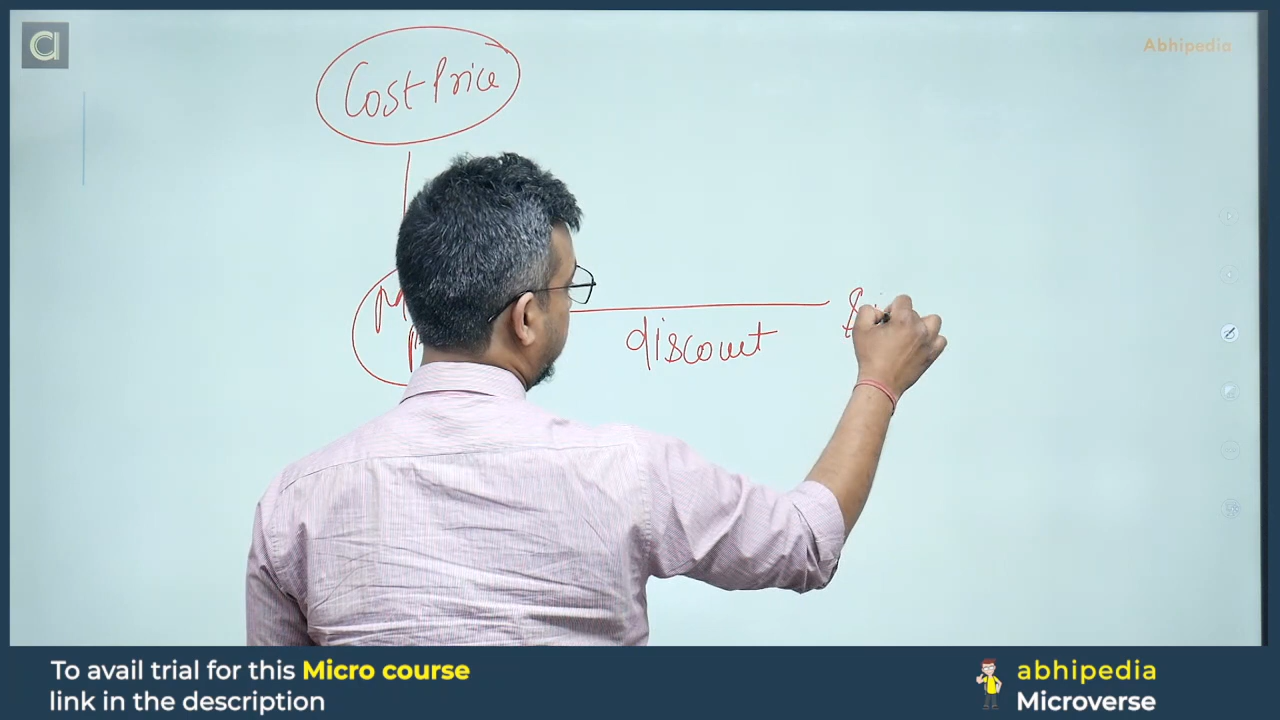 Abhipedia
Cost Price
discount
To avail trial for this Micro course
link in the description
abhipedia
Microverse